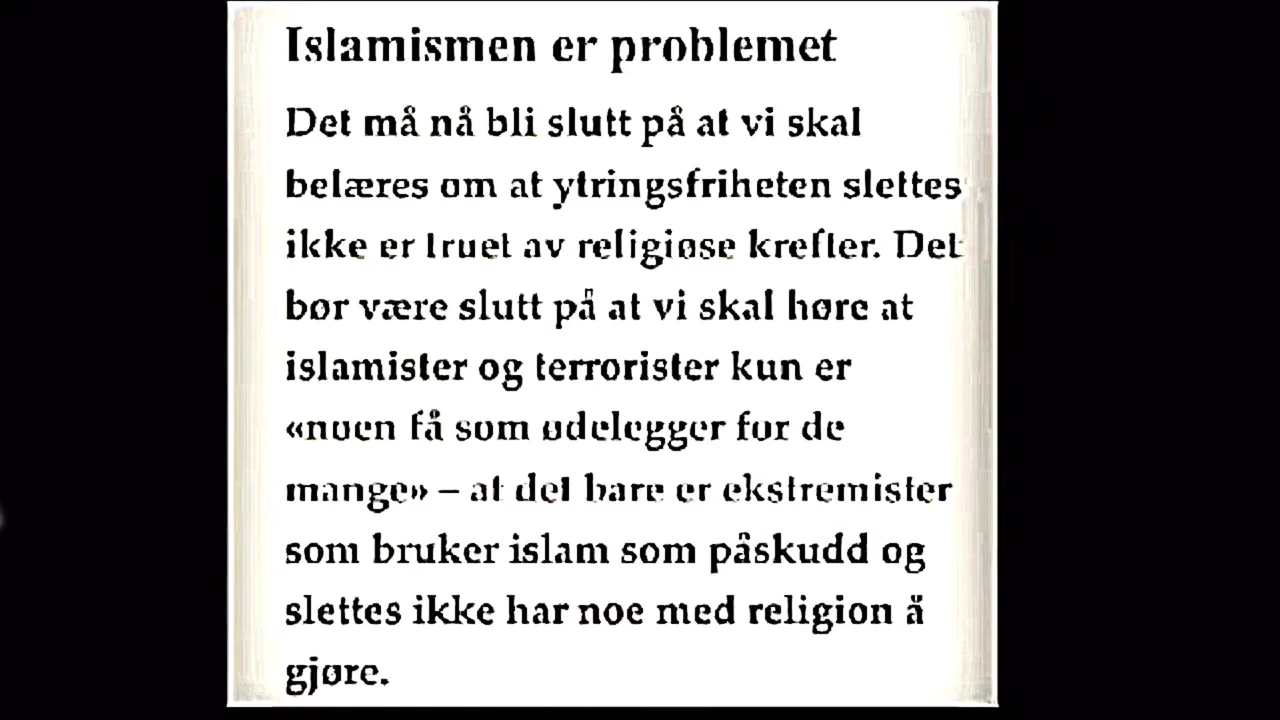 Islamismen er problemet
Det må nå bli slutt på at vi skal
belæres om at ytringsfriheten slettes
ikke er truet av religiøse krefter. Det
bør være slutt på at vi skal høre at
islamister og terrorister kun er
«noen få som ødelegger for de
mange» – at det bare er ekstremister
som bruker islam som påskudd og
slettes ikke har noe med religion å
gjøre.